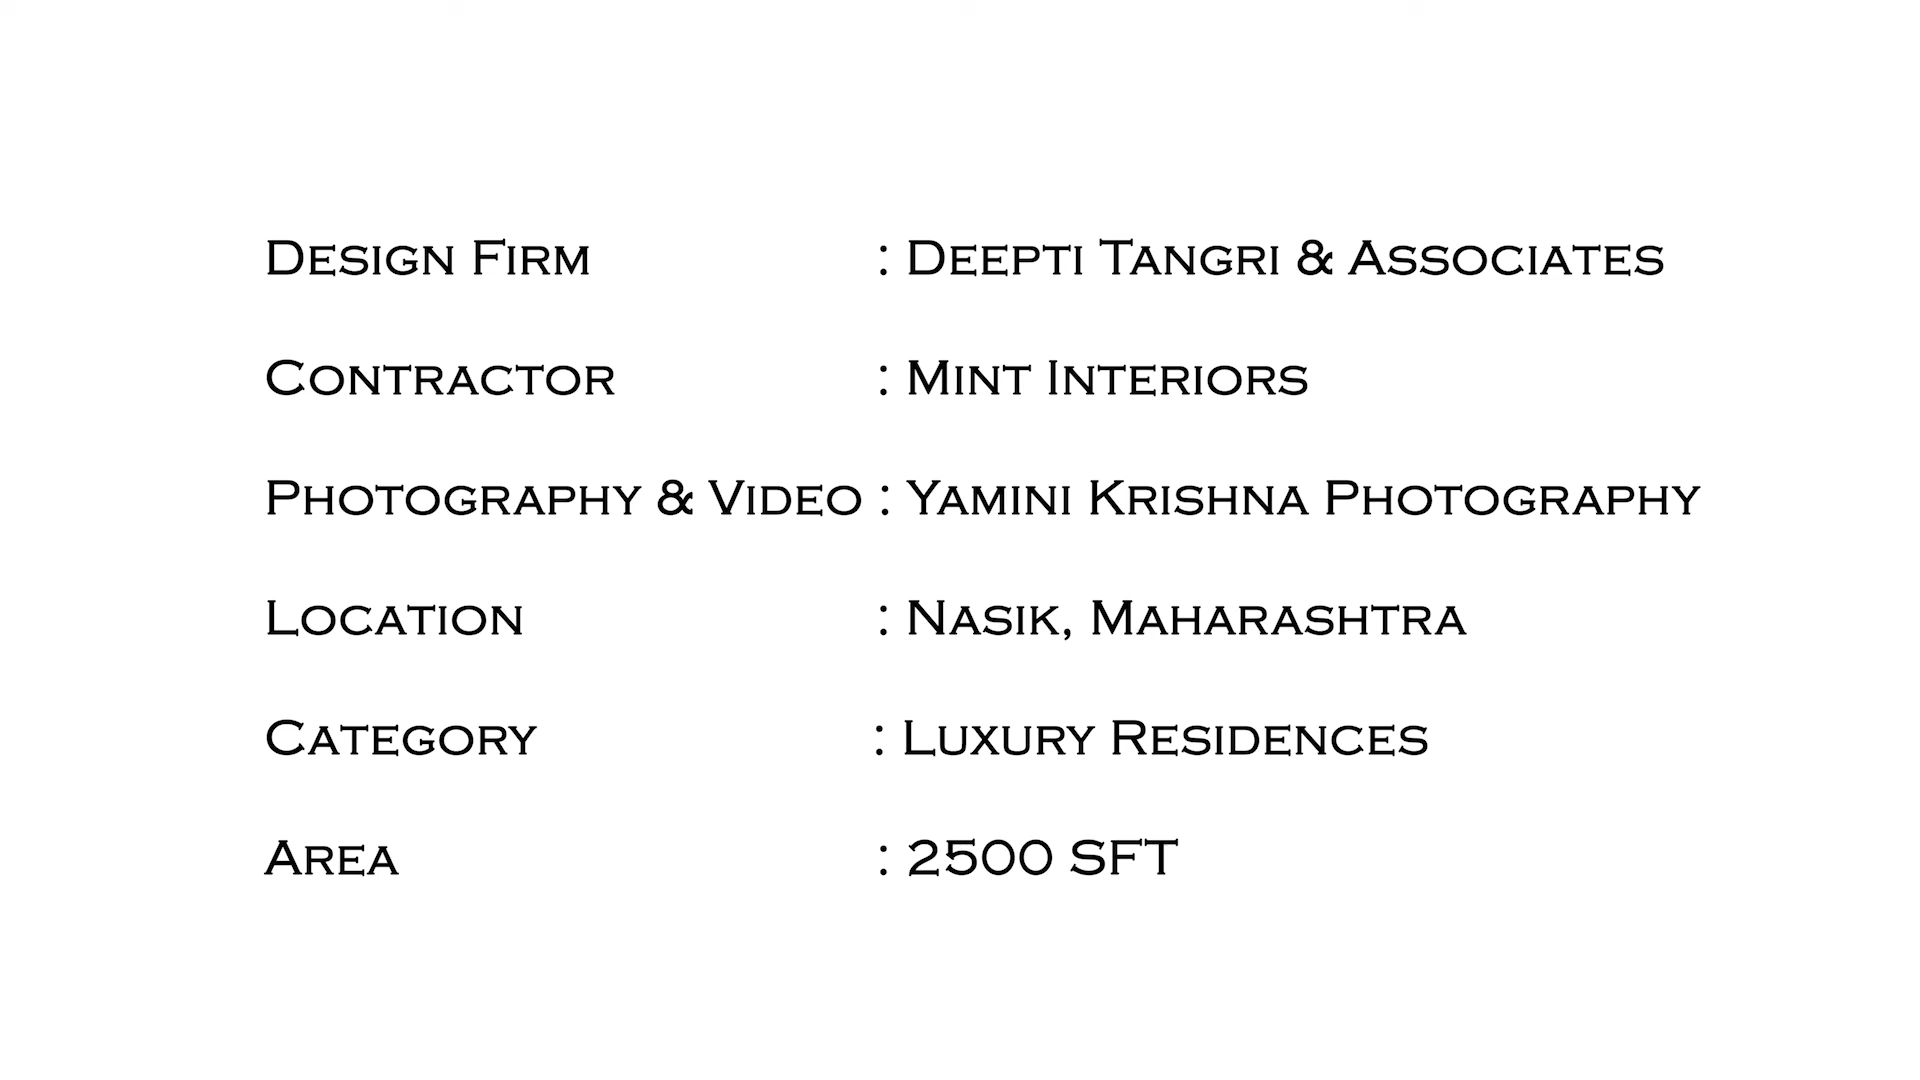 Design Firm : Deepti Tangri & Associates
Contractor : Mint Interiors
Photography & Video : Yamini Krishna Photography
Location : Nasik, Maharashtra
Category : Luxury Residences
Area : 2500 SFT